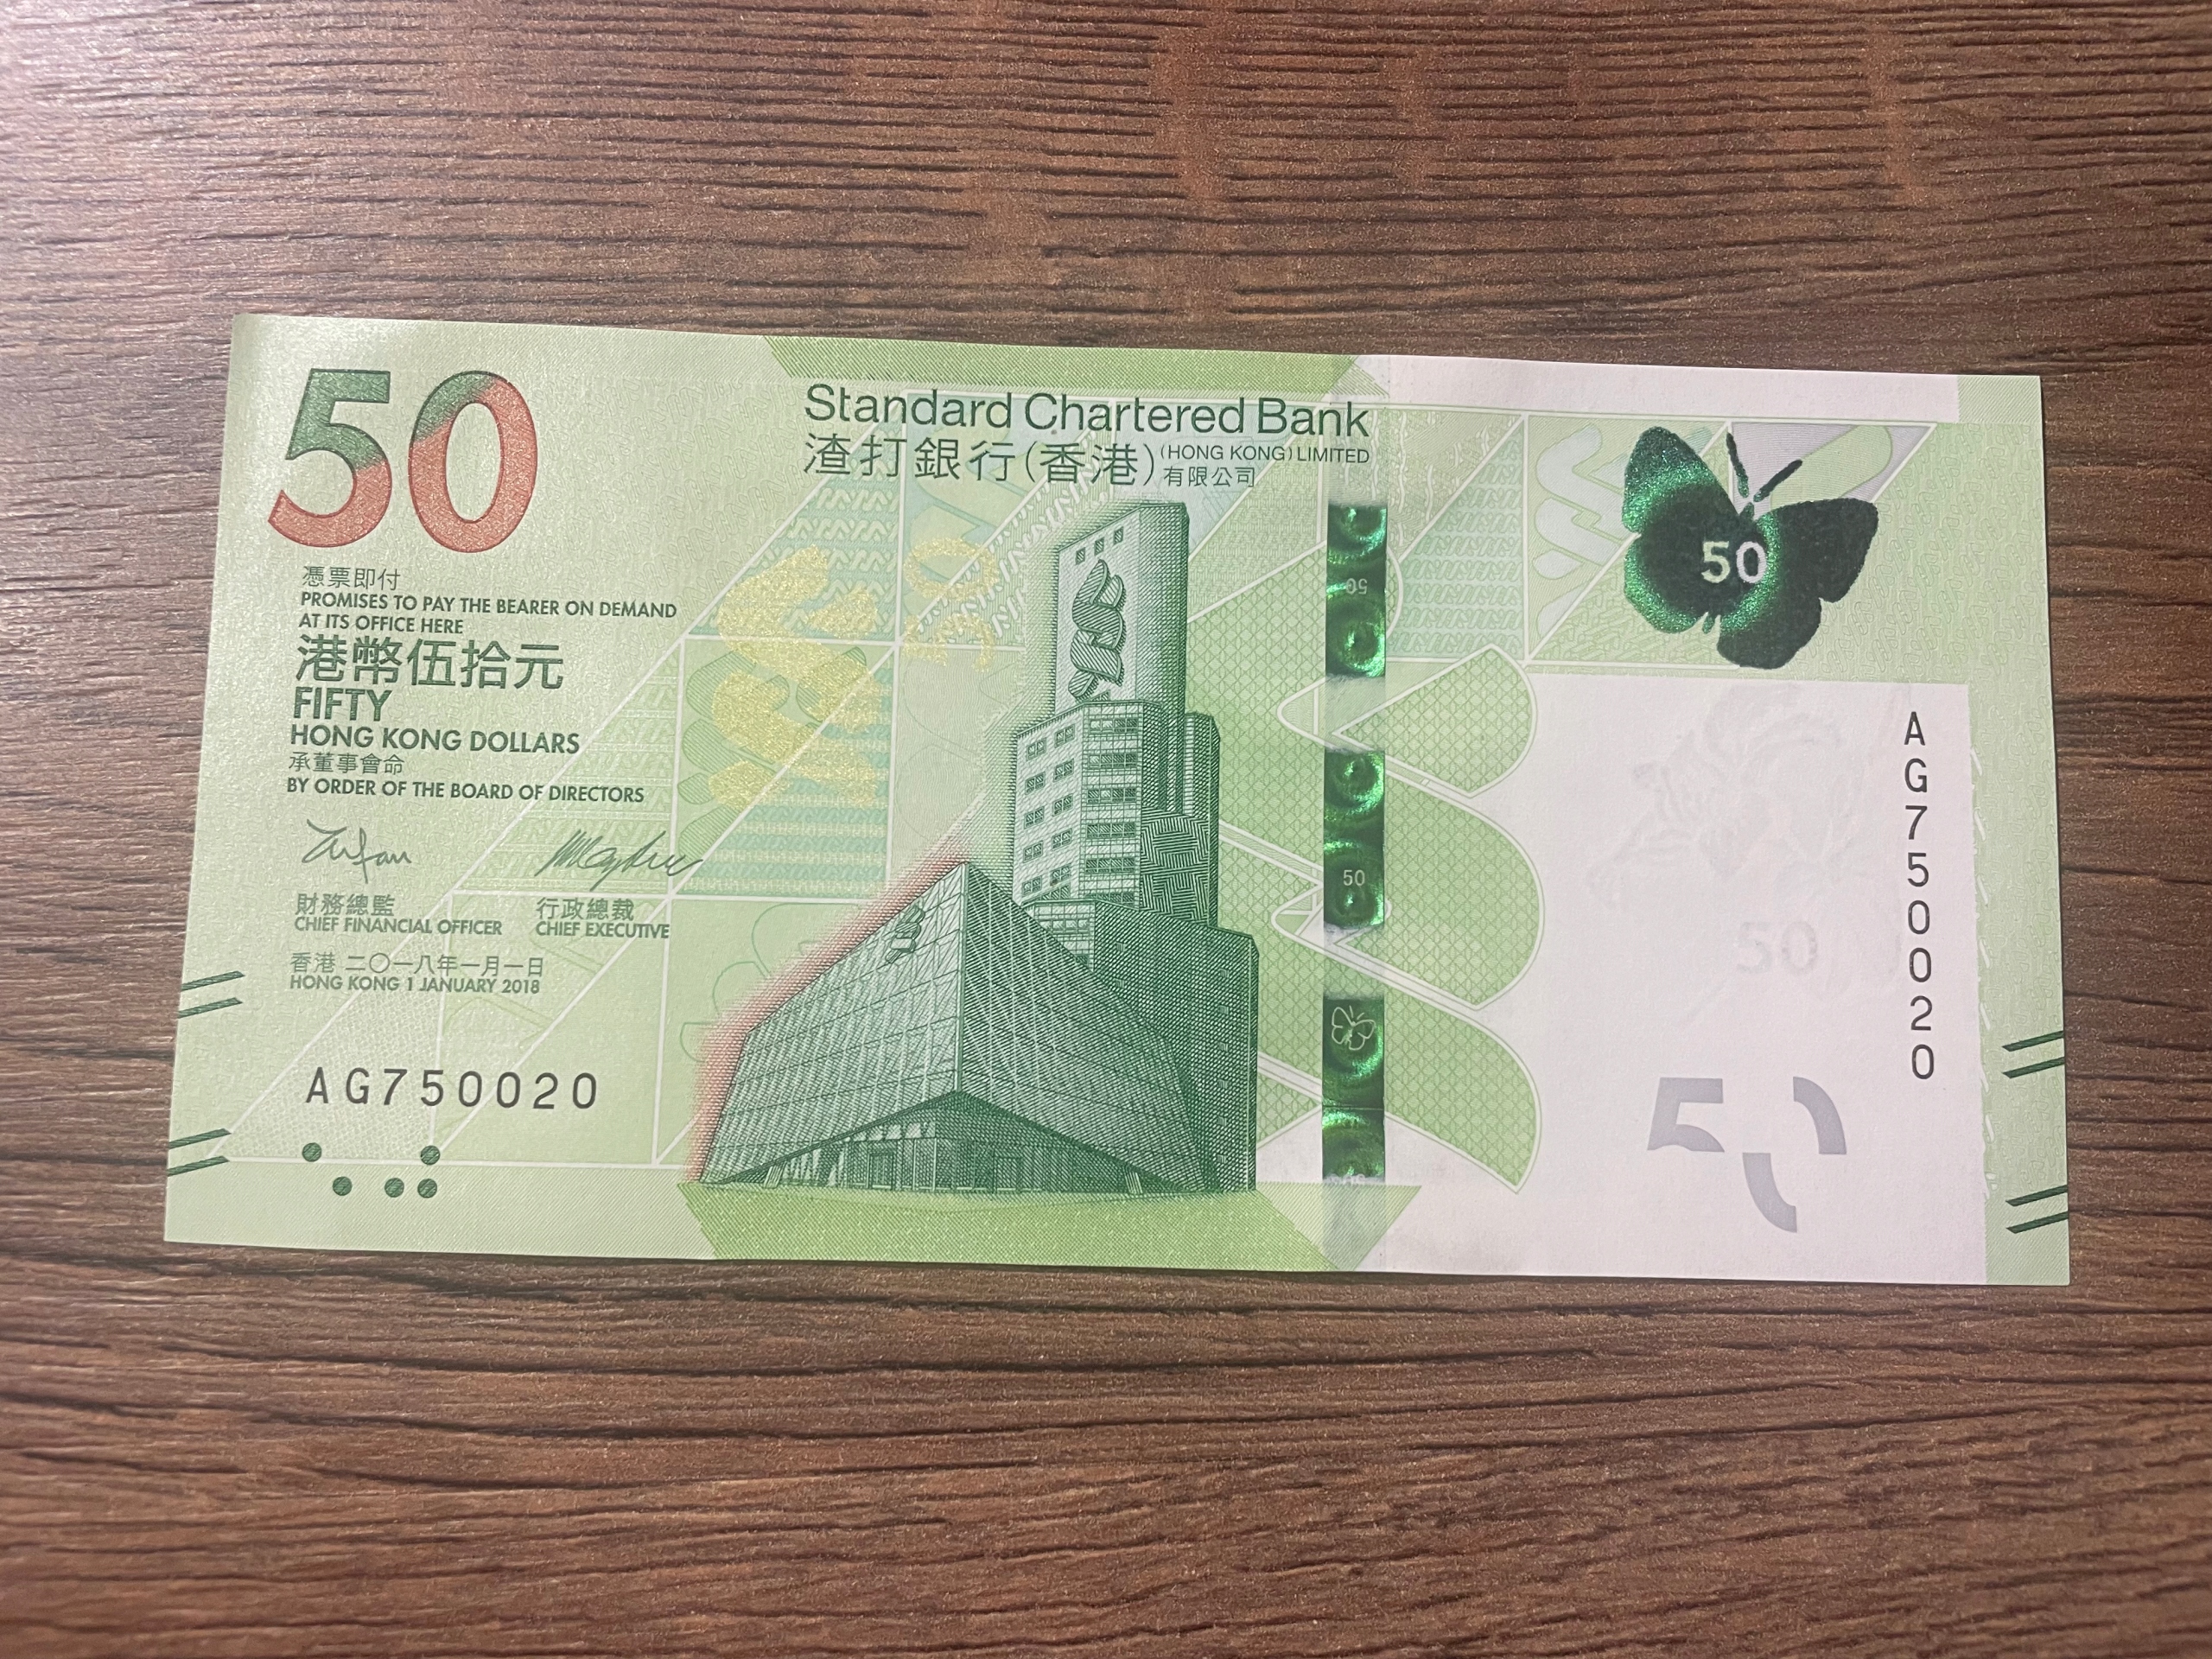 50
Standard Chartered Bank
渣打銀行(香港)(HONG KONG) LIMITED
有限公司
憑票即付
PROMISES TO PAY THE BEARER ON DEMAND
AT ITS OFFICE HERE
港幣伍拾元
FIFTY
HONG KONG DOLLARS
承董事會命
BY ORDER OF THE BOARD OF DIRECTORS
財務總監
CHIEF FINANCIAL OFFICER
行政總裁
CHIEF EXECUTIVE
香港 二〇一八年一月一日
HONG KONG 1 JANUARY 2018
AG750020
50
50
50
50
50
AG750020
50
50